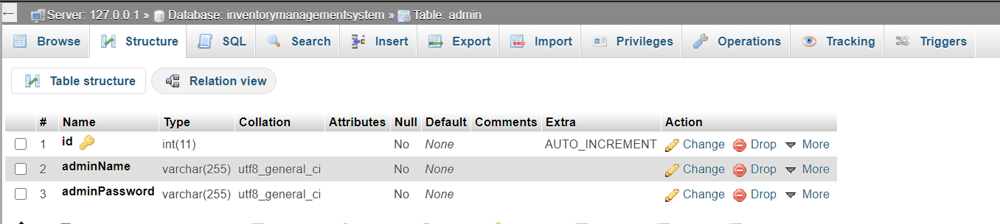 ← Server: 127.0.0.1 » Database: inventorymanagementsystem » Table: admin
Browse Structure SQL Search Insert Export Import Privileges Operations Tracking Triggers
Table structure Relation view
# Name Type Collation Attributes Null Default Comments Extra Action
1 id int(11) No None AUTO_INCREMENT Change Drop More
2 adminName varchar(255) utf8_general_ci No None Change Drop More
3 adminPassword varchar(255) utf8_general_ci No None Change Drop More